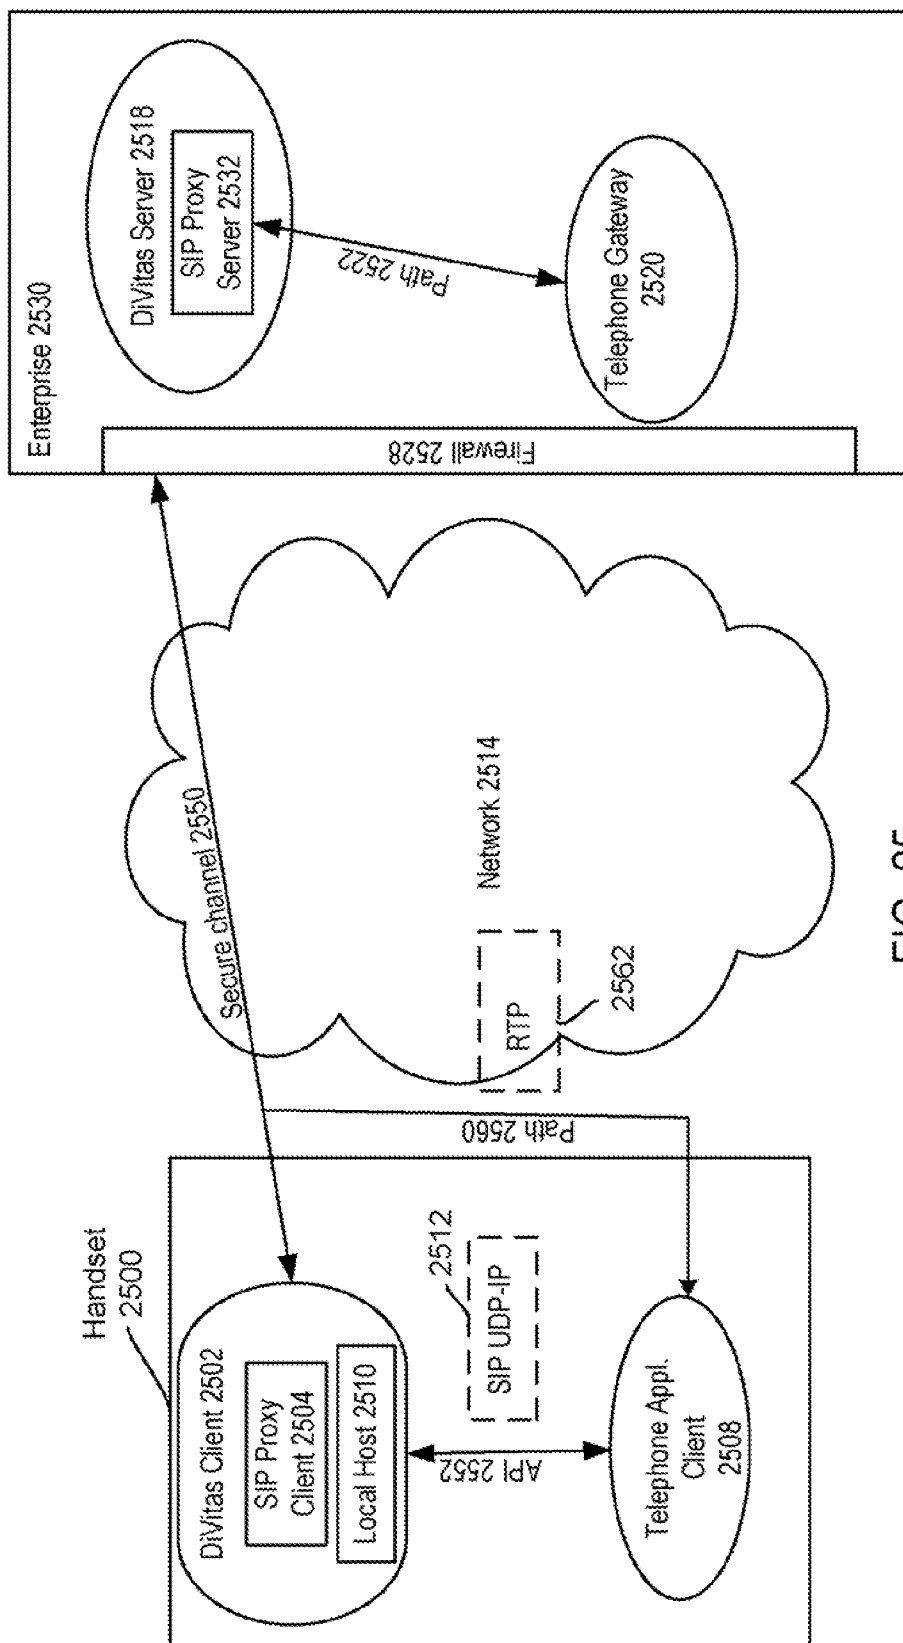 Handset
2500
DiVitas Client 2502
SIP Proxy
Client 2504
Local Host 2510
API 2552
SIP UDP-IP
2512
Telephone Appl.
Client
2508
Path 2560
Secure channel 2550
RTP
2562
Network 2514
Enterprise 2530
Firewall 2528
DiVitas Server 2518
SIP Proxy
Server 2532
Path 2522
Telephone Gateway
2520